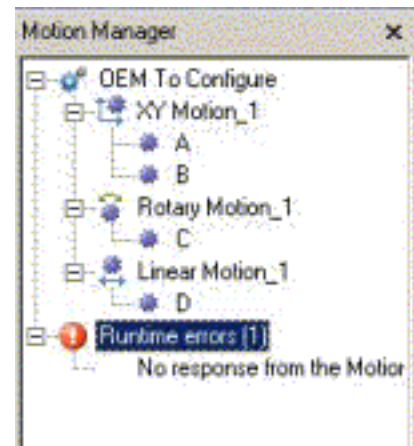 Motion Manager
OEM To Configure
XY Motion_1
A
B
Rotary Motion_1
C
Linear Motion_1
D
Runtime errors (1)
No response from the Motior